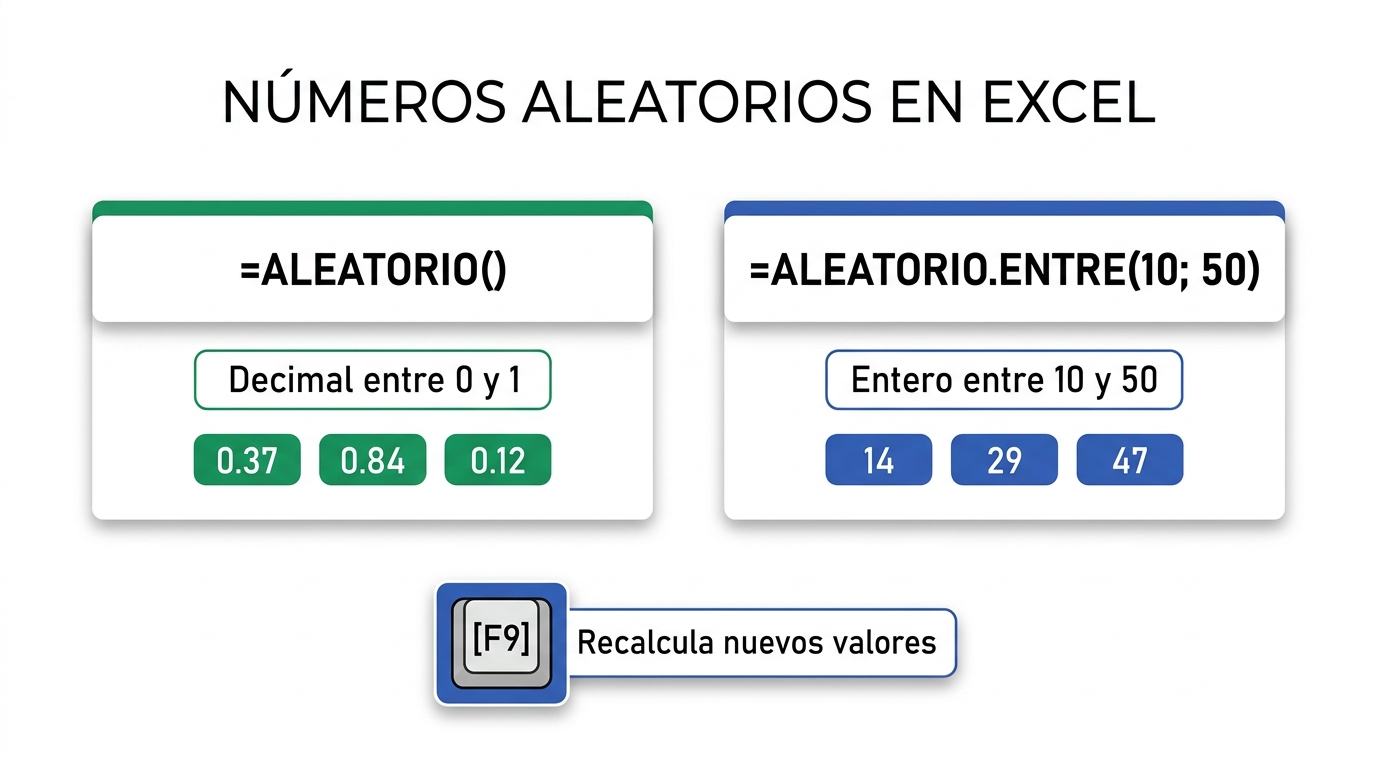 NÚMEROS ALEATORIOS EN EXCEL
=ALEATORIO()
Decimal entre 0 y 1
0.37 0.84 0.12
=ALEATORIO.ENTRE(10; 50)
Entero entre 10 y 50
14 29 47
[F9] Recalcula nuevos valores